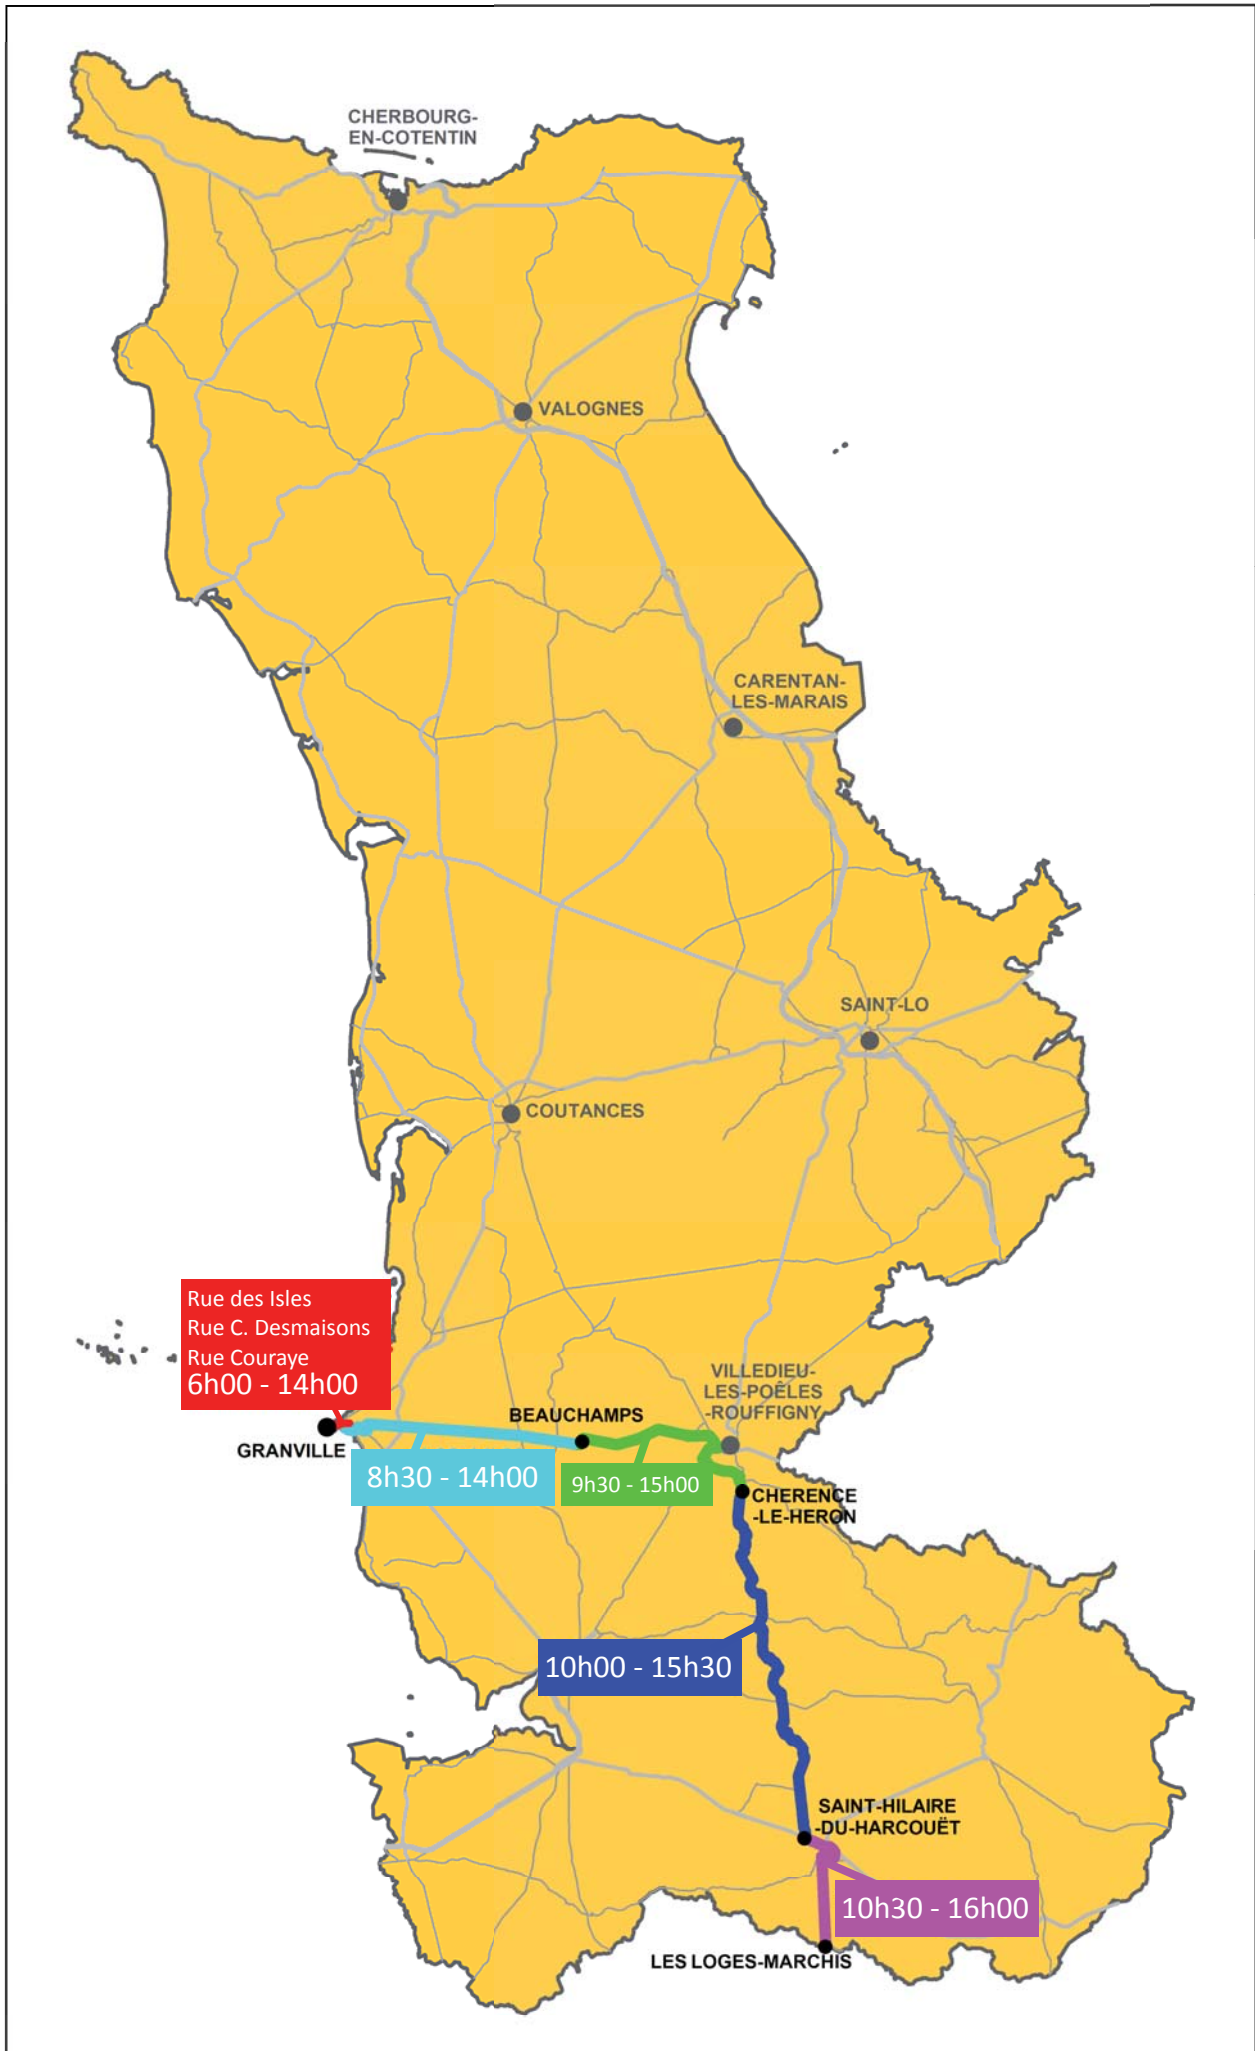 CHERBOURG-
EN-COTENTIN
VALOGNES
CARENTAN-
LES-MARAIS
SAINT-LO
COUTANCES
Rue des Isles
Rue C. Desmaisons
Rue Couraye
6h00 - 14h00
VILLEDIEU-
LES-POÊLES
-ROUFFIGNY
BEAUCHAMPS
GRANVILLE
8h30 - 14h00
9h30 - 15h00
CHERENCE
-LE-HERON
10h00 - 15h30
SAINT-HILAIRE
-DU-HARCOUËT
10h30 - 16h00
LES LOGES-MARCHIS